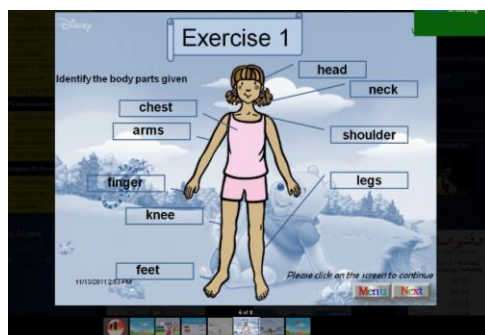 Disney
Exercise 1
Identify the body parts given
head
neck
chest
arms
shoulder
finger
legs
knee
feet
11/13/2011 2:53 PM
Please click on the screen to continue
Menu
Next
6 of 8